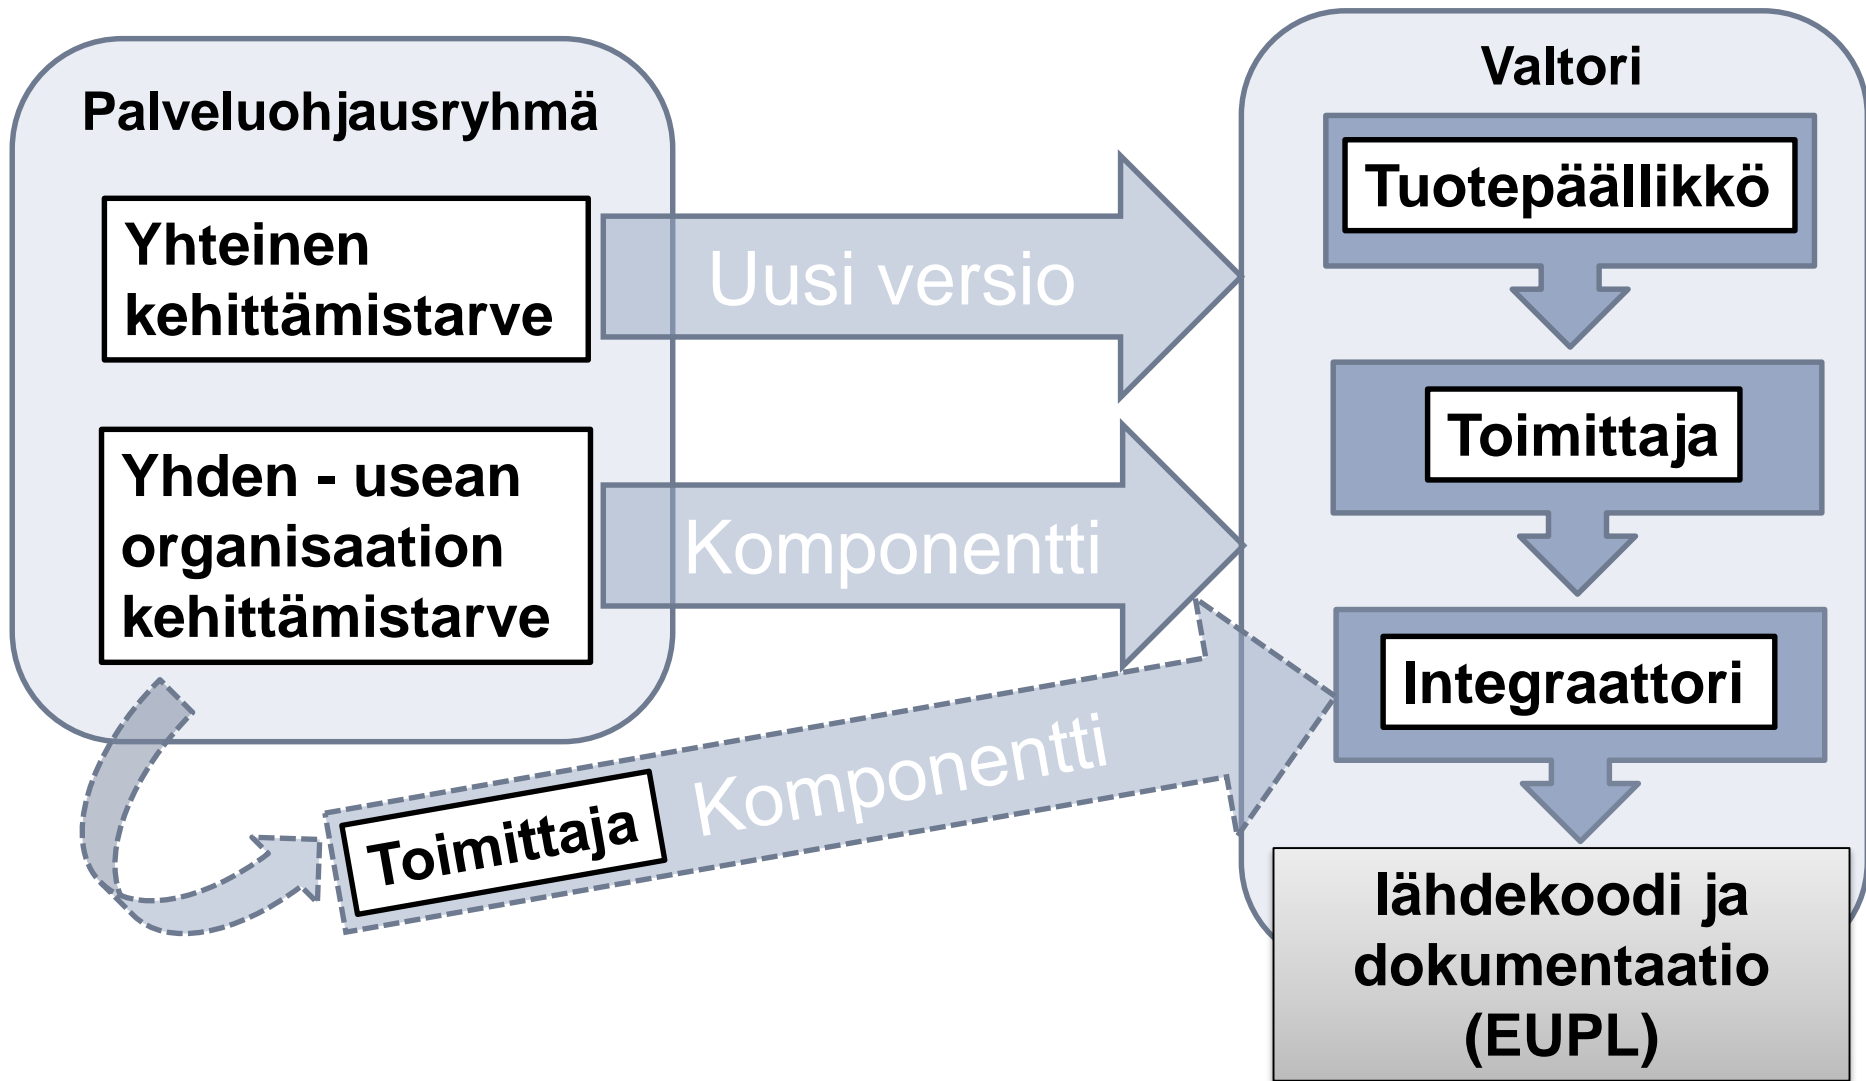 Palveluohjausryhmä
Yhteinen
kehittämistarve
Yhden - usean
organisaation
kehittämistarve
Uusi versio
Komponentti
Toimittaja
Komponentti
Valtori
Tuotepäällikkö
Toimittaja
Integraattori
lähdekoodi ja
dokumentaatio
(EUPL)